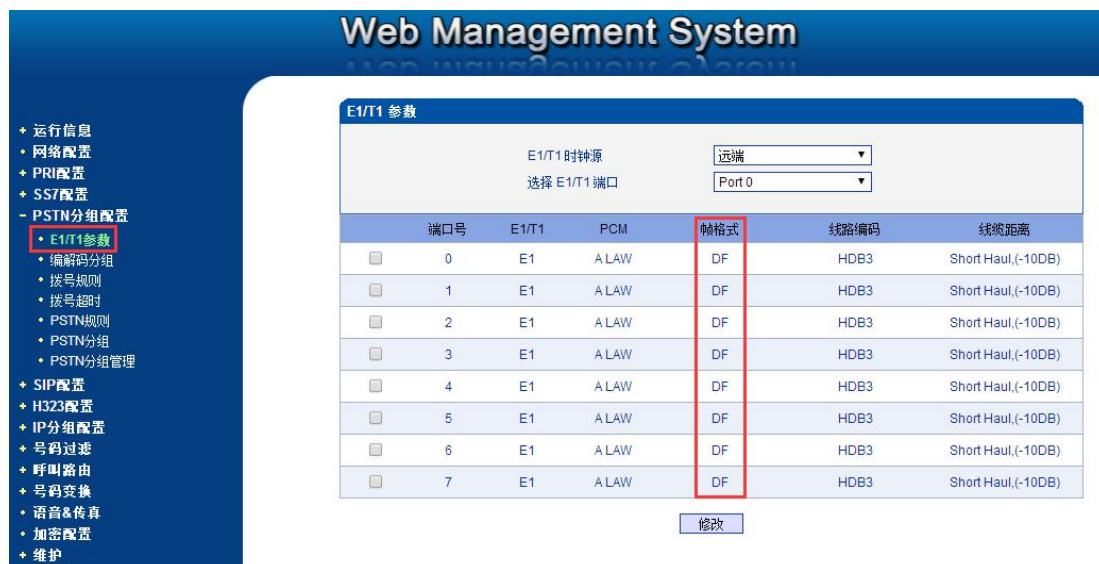 Web Management System
+ 运行信息
• 网络配置
+ PRI配置
+ SS7配置
- PSTN分组配置
• E1/T1参数
• 编解码分组
• 拨号规则
• 拨号超时
• PSTN规则
• PSTN分组
• PSTN分组管理
+ SIP配置
+ H323配置
+ IP分组配置
+ 号码过滤
+ 呼叫路由
+ 号码变换
• 语音&传真
• 加密配置
+ 维护
E1/T1 参数
E1/T1时钟源 远端
选择 E1/T1 端口 Port 0
端口号 E1/T1 PCM 帧格式 线路编码 线缆距离
0 E1 A LAW DF HDB3 Short Haul,(-10DB)
1 E1 A LAW DF HDB3 Short Haul,(-10DB)
2 E1 A LAW DF HDB3 Short Haul,(-10DB)
3 E1 A LAW DF HDB3 Short Haul,(-10DB)
4 E1 A LAW DF HDB3 Short Haul,(-10DB)
5 E1 A LAW DF HDB3 Short Haul,(-10DB)
6 E1 A LAW DF HDB3 Short Haul,(-10DB)
7 E1 A LAW DF HDB3 Short Haul,(-10DB)
修改